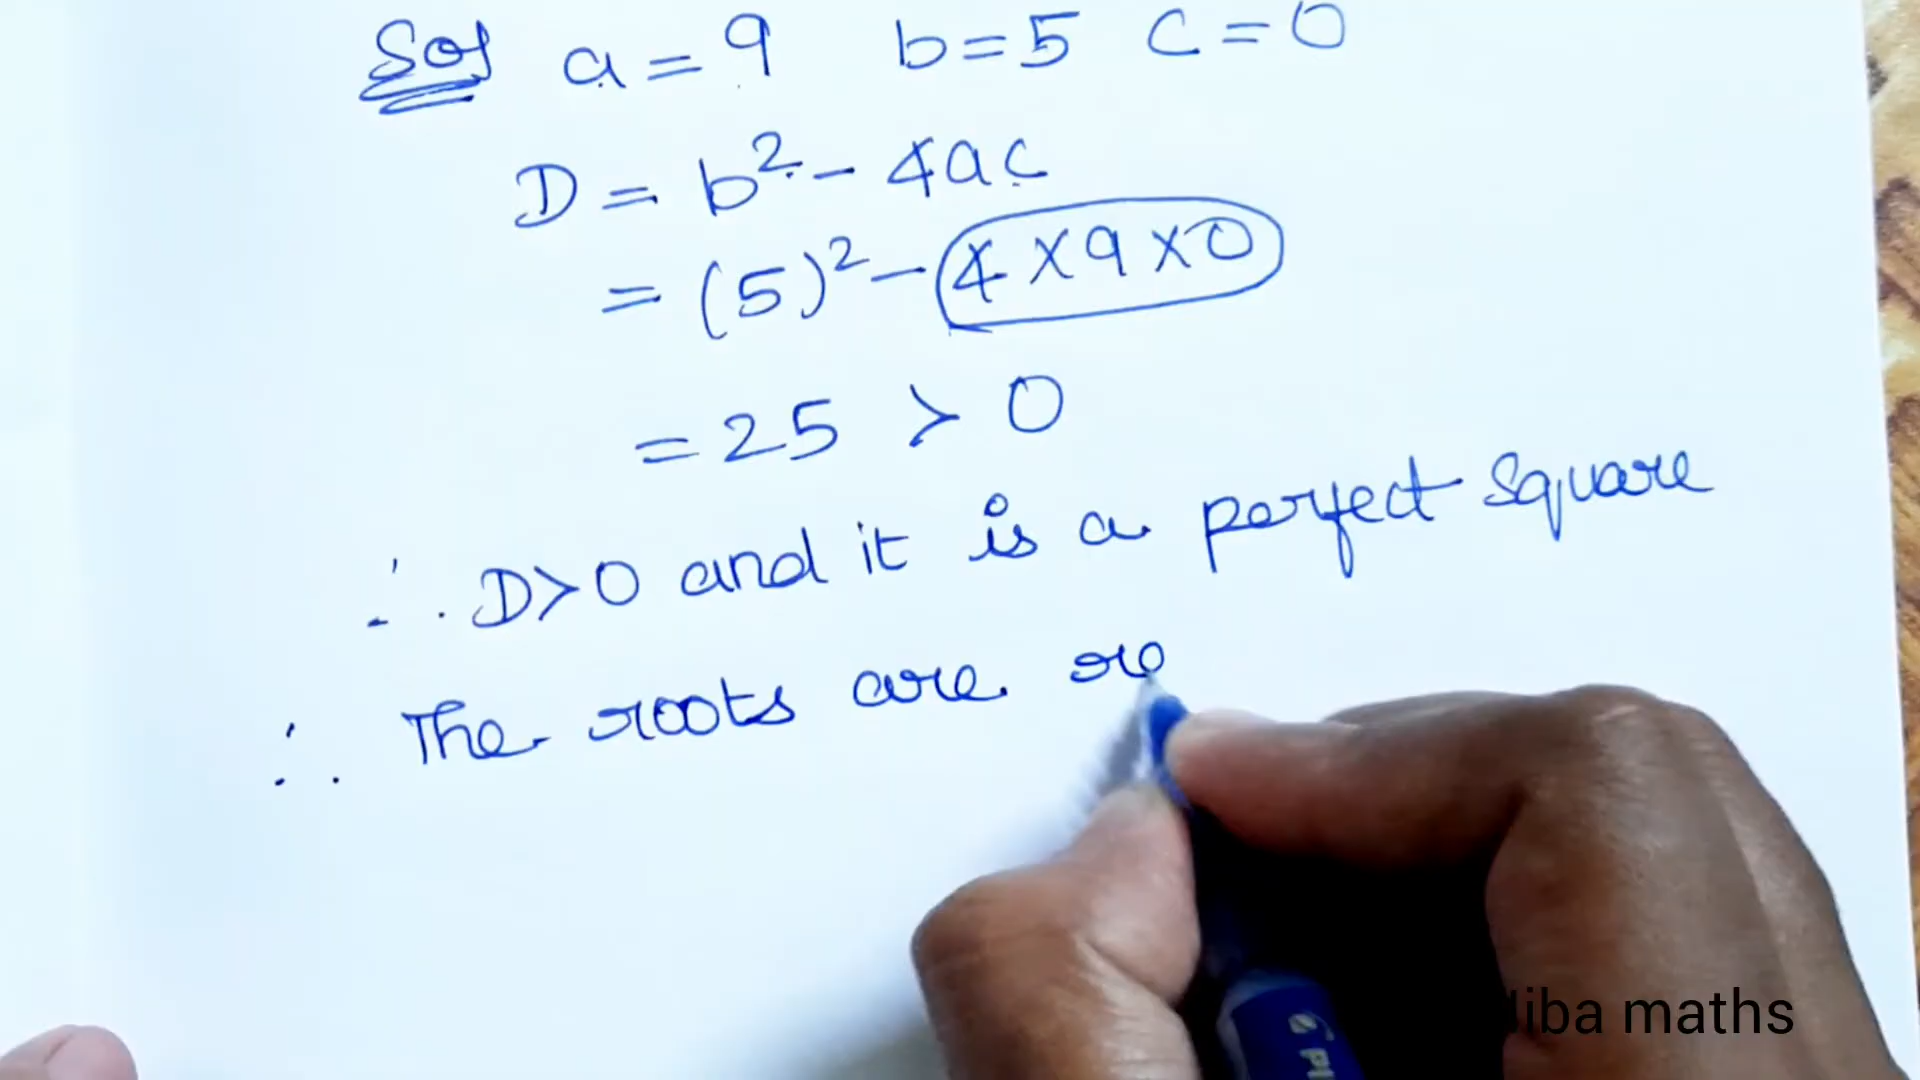 Sol a = 9 b = 5 c = 0
D = b² - 4ac
= (5)² - 4 × 9 × 0
= 25 > 0
∴ D > 0 and it is a perfect square
∴ The roots are re
iba maths